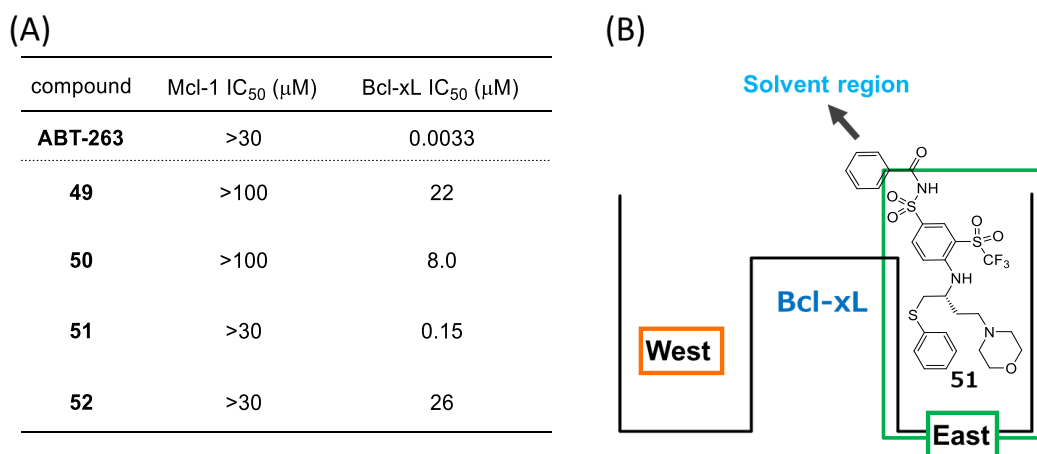 (A)
compound Mcl-1 IC50 (μM) Bcl-xL IC50 (μM)
ABT-263 >30 0.0033
49 >100 22
50 >100 8.0
51 >30 0.15
52 >30 26
(B)
Solvent region
O
NH
O
S
O
O
S
O
CF3
NH
S
N
O
51
Bcl-xL
West
East